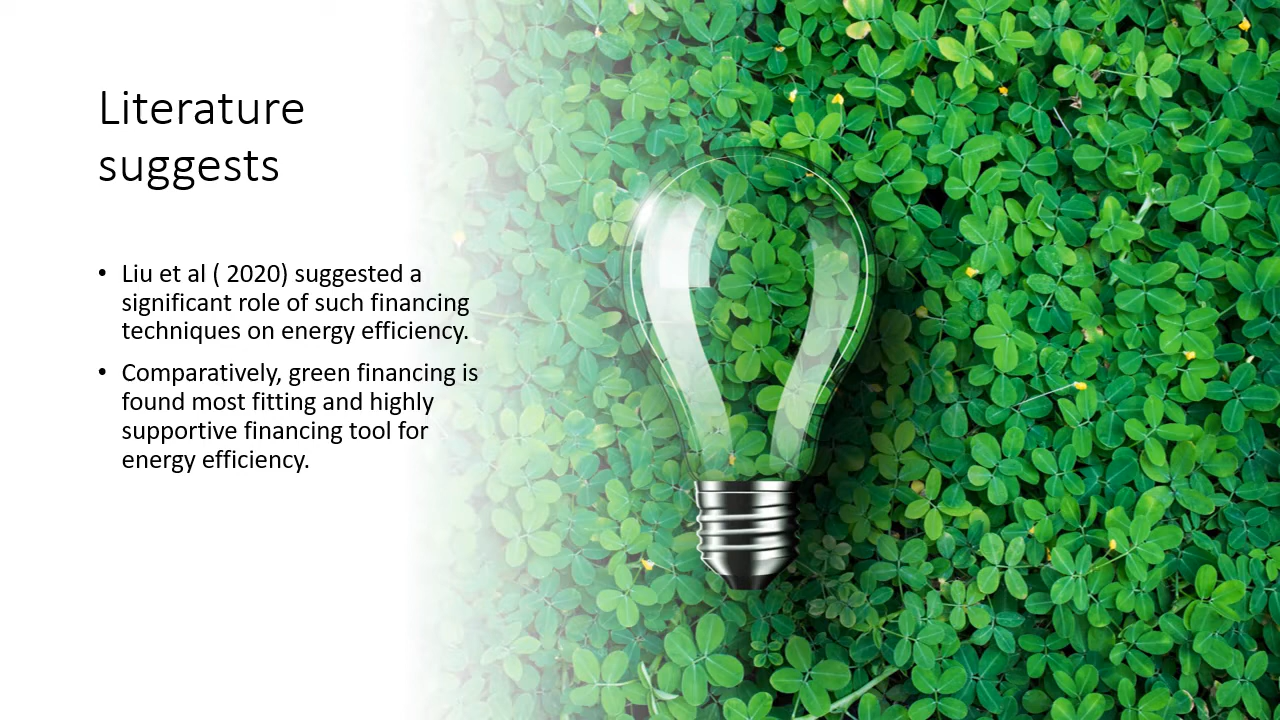 Literature
suggests
• Liu et al ( 2020) suggested a
significant role of such financing
techniques on energy efficiency.
• Comparatively, green financing is
found most fitting and highly
supportive financing tool for
energy efficiency.